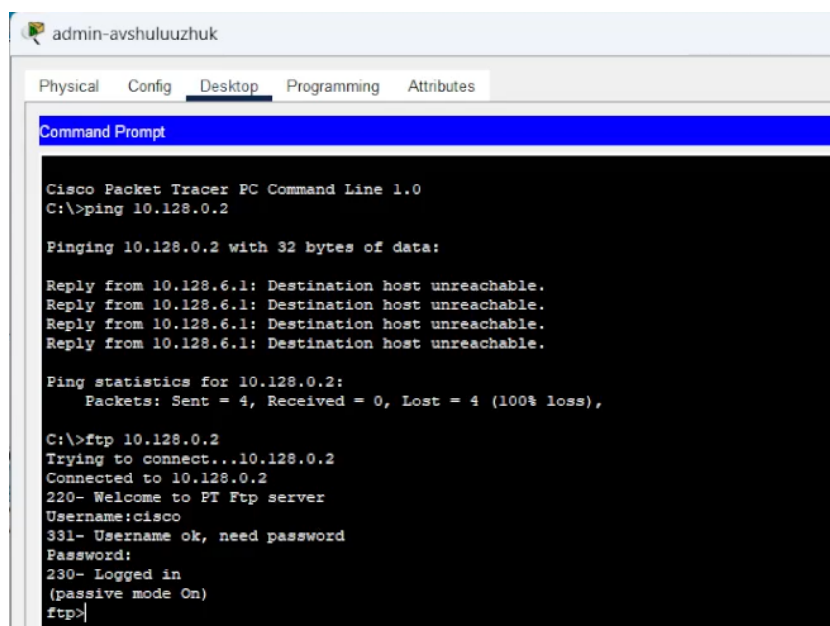 admin-avshuluuzhuk
Physical Config Desktop Programming Attributes
Command Prompt
Cisco Packet Tracer PC Command Line 1.0
C:\>ping 10.128.0.2
Pinging 10.128.0.2 with 32 bytes of data:
Reply from 10.128.6.1: Destination host unreachable.
Reply from 10.128.6.1: Destination host unreachable.
Reply from 10.128.6.1: Destination host unreachable.
Reply from 10.128.6.1: Destination host unreachable.
Ping statistics for 10.128.0.2:
Packets: Sent = 4, Received = 0, Lost = 4 (100% loss),
C:\>ftp 10.128.0.2
Trying to connect...10.128.0.2
Connected to 10.128.0.2
220- Welcome to PT Ftp server
Username:cisco
331- Username ok, need password
Password:
230- Logged in
(passive mode On)
ftp>